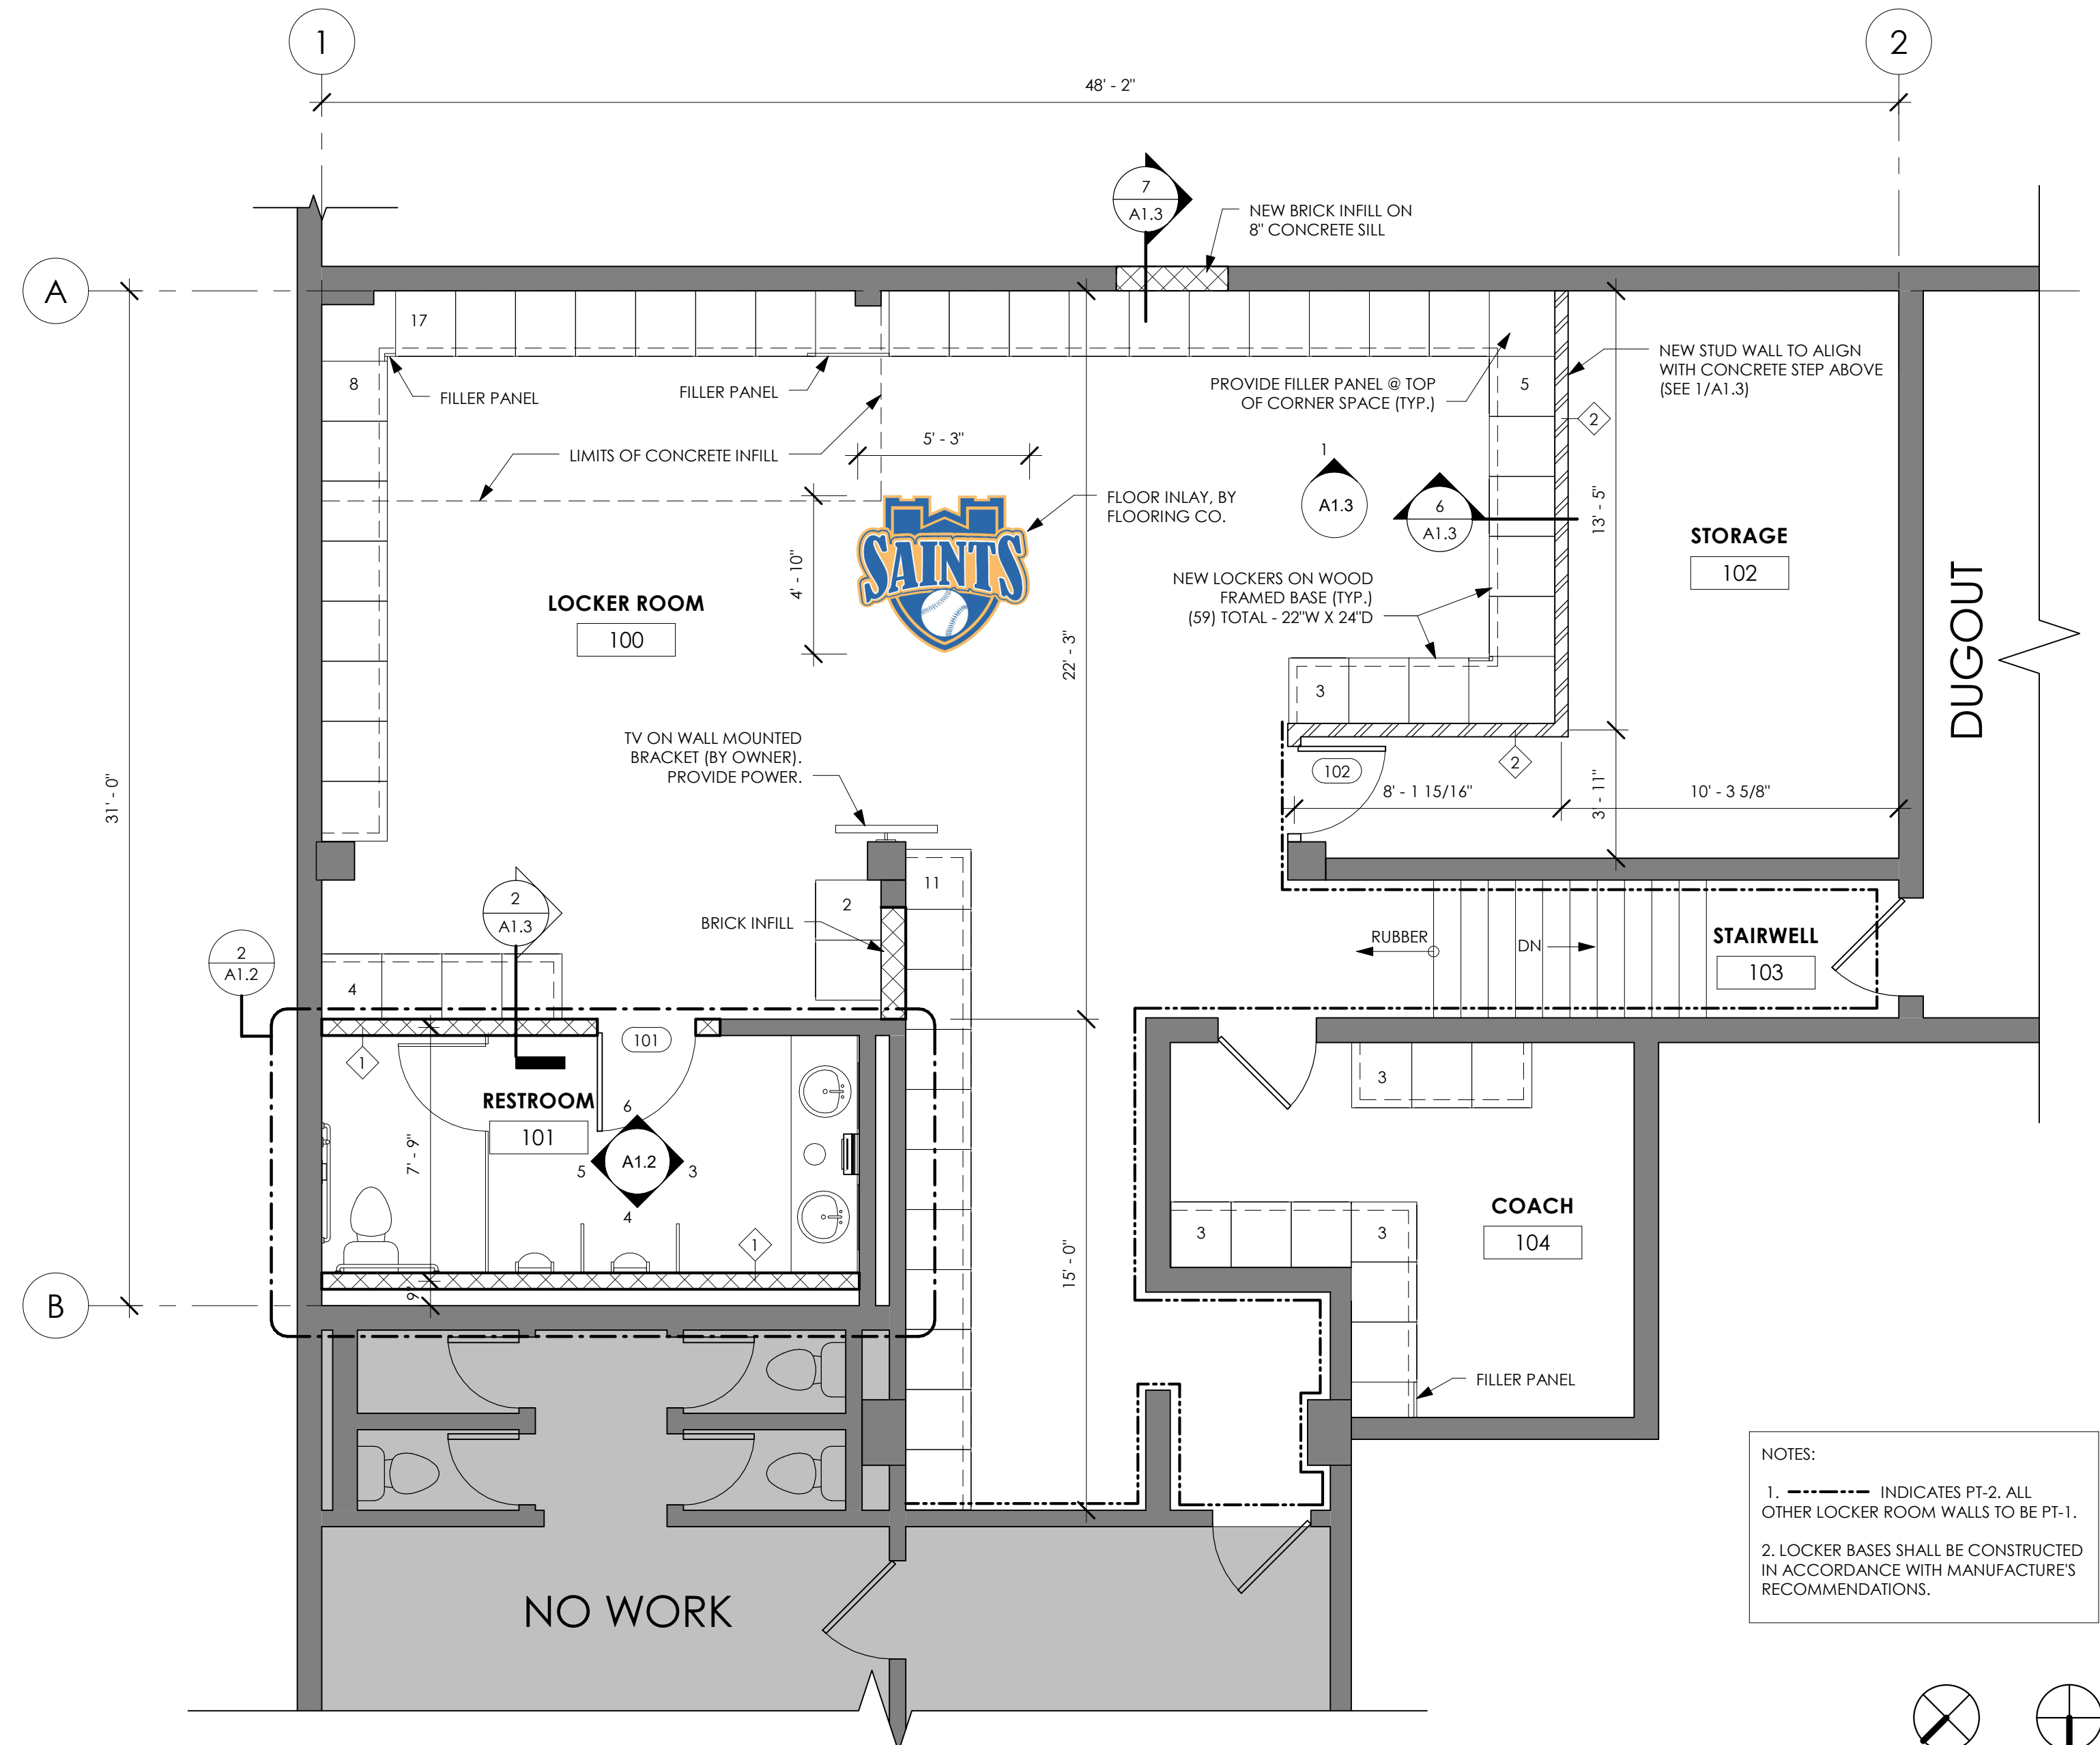 1
2
48' - 2"
7
A1.3
NEW BRICK INFILL ON
8" CONCRETE SILL
A
17
8
FILLER PANEL
FILLER PANEL
PROVIDE FILLER PANEL @ TOP
OF CORNER SPACE (TYP.)
5
NEW STUD WALL TO ALIGN
WITH CONCRETE STEP ABOVE
(SEE 1/A1.3)
2
LIMITS OF CONCRETE INFILL
5' - 3"
FLOOR INLAY, BY
FLOORING CO.
1
A1.3
6
A1.3
13' - 5"
STORAGE
102
SAINTS
4' - 10"
LOCKER ROOM
100
NEW LOCKERS ON WOOD
FRAMED BASE (TYP.)
(59) TOTAL - 22"W X 24"D
22' - 3"
3
DUGOUT
TV ON WALL MOUNTED
BRACKET (BY OWNER).
PROVIDE POWER.
102
2
8' - 1 15/16"
3' - 11"
10' - 3 5/8"
31' - 0"
11
2
2
A1.3
BRICK INFILL
2
A1.2
4
RUBBER
DN
STAIRWELL
103
1
101
RESTROOM
101
6
5
A1.2
3
4
7' - 9"
1
9"
3
3
3
COACH
104
15' - 0"
B
FILLER PANEL
NOTES:
1. INDICATES PT-2. ALL
OTHER LOCKER ROOM WALLS TO BE PT-1.
2. LOCKER BASES SHALL BE CONSTRUCTED
IN ACCORDANCE WITH MANUFACTURE'S
RECOMMENDATIONS.
NO WORK